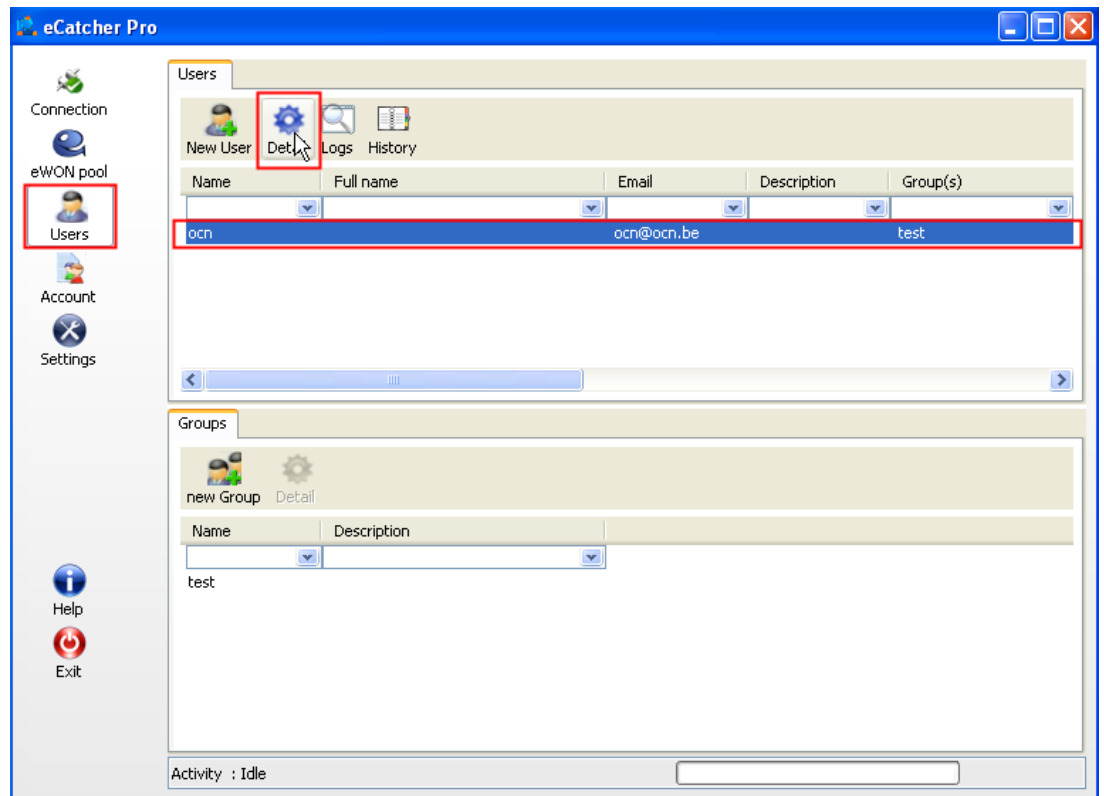 eCatcher Pro
Connection
eWON pool
Users
Account
Settings
Help
Exit
Users
New User Logs History
Name Full name Email Description Group(s)
ocn ocn@ocn.be test
Groups
new Group Detail
Name Description
test
Activity : Idle